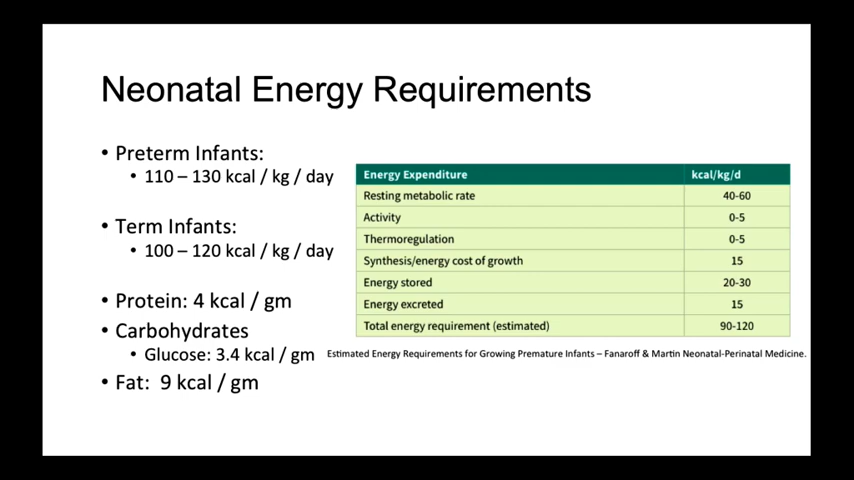 Neonatal Energy Requirements
• Preterm Infants:
• 110 – 130 kcal / kg / day
• Term Infants:
• 100 – 120 kcal / kg / day
• Protein: 4 kcal / gm
• Carbohydrates
• Glucose: 3.4 kcal / gm
• Fat:  9 kcal / gm
Energy Expenditure kcal/kg/d
Resting metabolic rate 40-60
Activity 0-5
Thermoregulation 0-5
Synthesis/energy cost of growth 15
Energy stored 20-30
Energy excreted 15
Total energy requirement (estimated) 90-120
Estimated Energy Requirements for Growing Premature Infants – Fanaroff & Martin Neonatal-Perinatal Medicine.